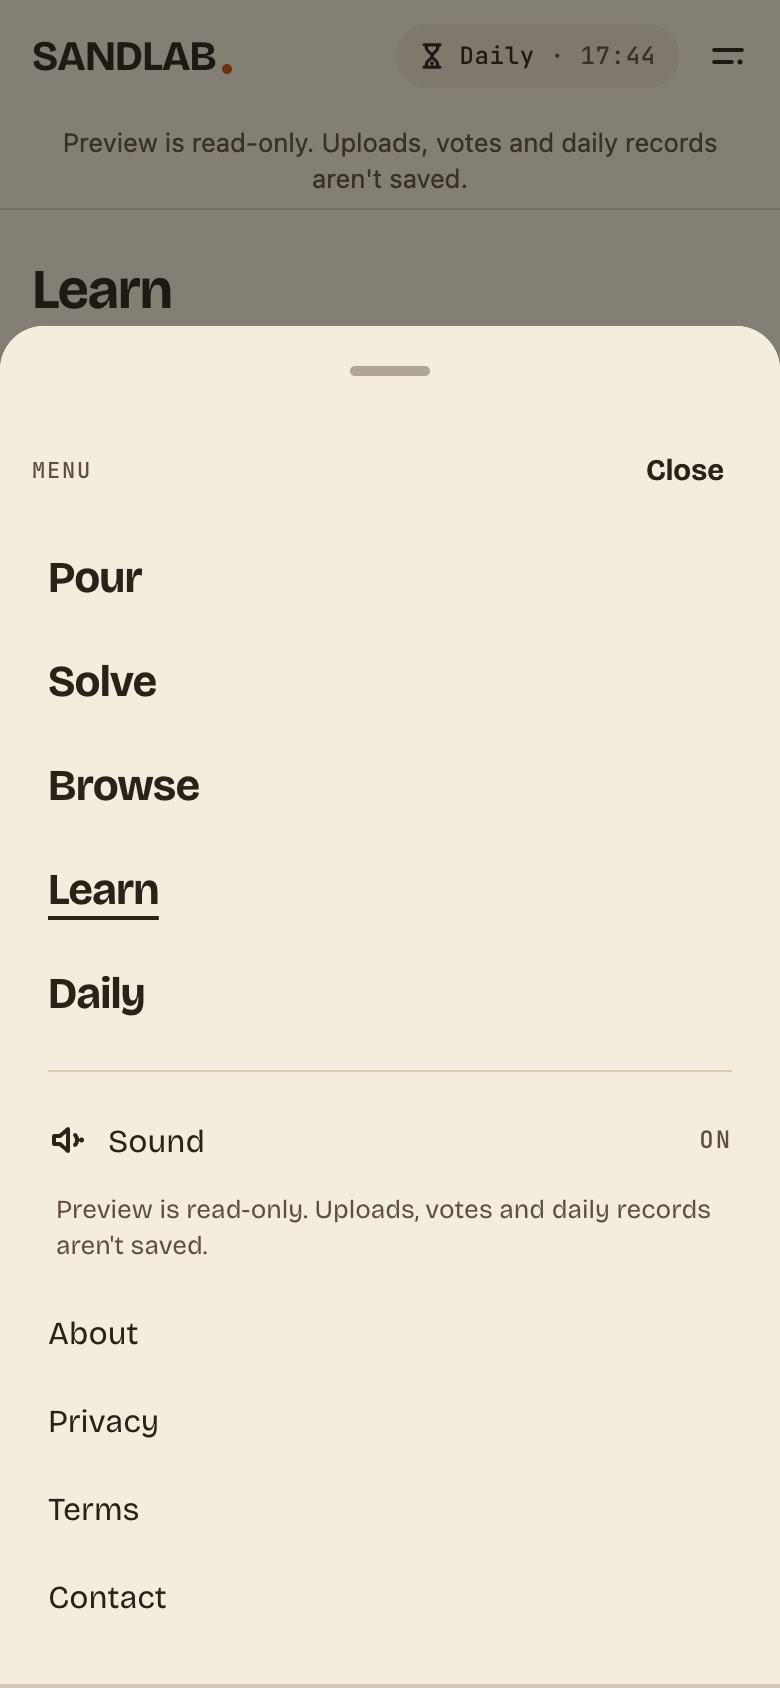 SANDLAB.
Daily · 17:44
Preview is read-only. Uploads, votes and daily records
aren't saved.
Learn
MENU
Close
Pour
Solve
Browse
Learn
Daily
Sound
ON
Preview is read-only. Uploads, votes and daily records
aren't saved.
About
Privacy
Terms
Contact